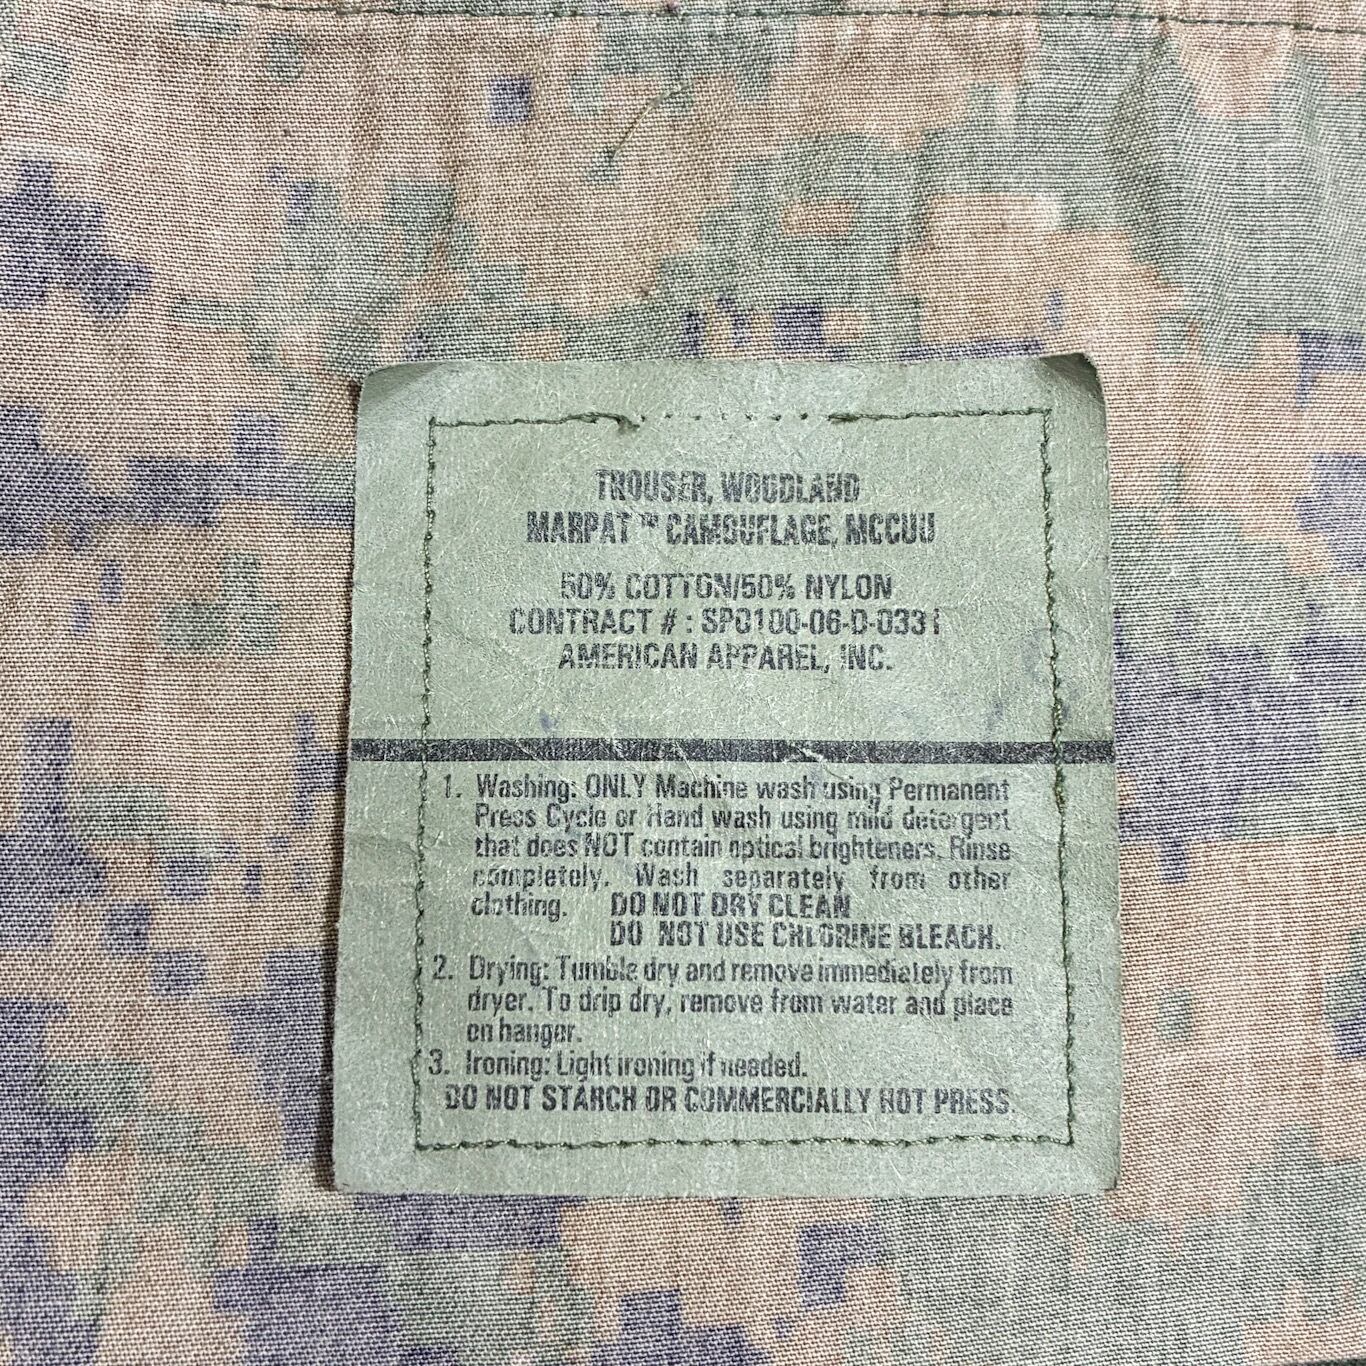 TROUSER, WOODLAND
MARPAT™ CAMOUFLAGE, MCCUU
50% COTTON/50% NYLON
CONTRACT # : SP0100-06-D-0331
AMERICAN APPAREL, INC.
1. Washing: ONLY Machine wash using Permanent
Press Cycle or Hand wash using mild detergent
that does NOT contain optical brighteners. Rinse
completely. Wash separately from other
clothing. DO NOT DRY CLEAN
DO NOT USE CHLORINE BLEACH.
2. Drying: Tumble dry and remove immediately from
dryer. To drip dry, remove from water and place
on hanger.
3. Ironing: Light ironing if needed.
DO NOT STARCH OR COMMERCIALLY HOT PRESS.